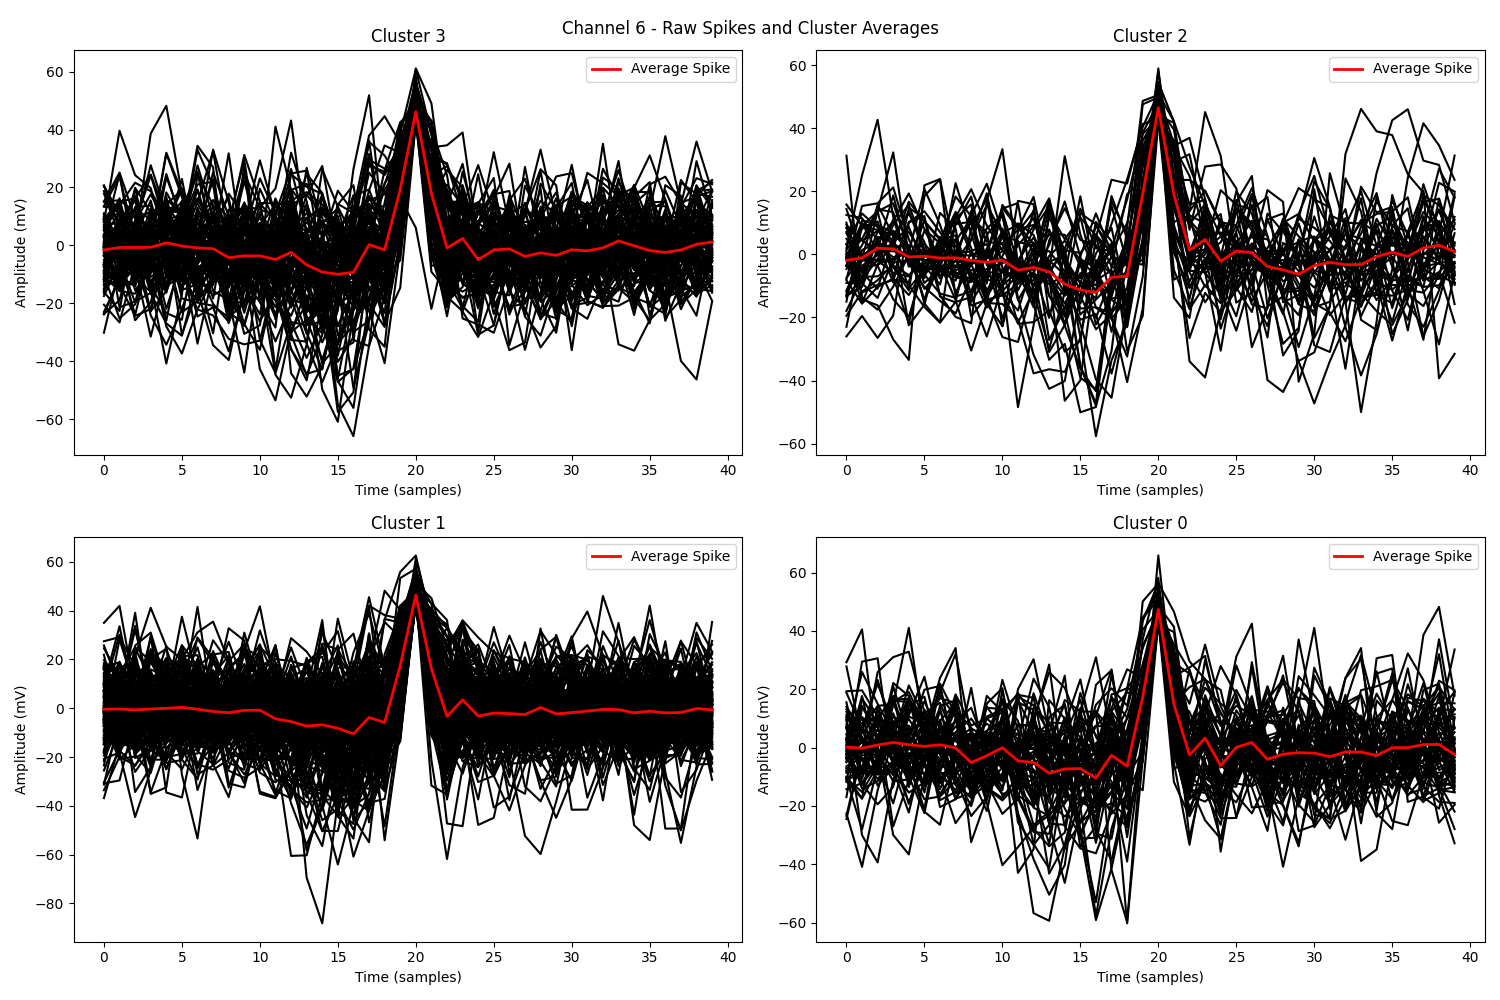 Channel 6 - Raw Spikes and Cluster Averages
Cluster 3
Average Spike
Amplitude (mV)
60
40
20
0
−20
−40
−60
0 5 10 15 20 25 30 35 40
Time (samples)
Cluster 2
Average Spike
Amplitude (mV)
60
40
20
0
−20
−40
−60
0 5 10 15 20 25 30 35 40
Time (samples)
Cluster 1
Average Spike
Amplitude (mV)
60
40
20
0
−20
−40
−60
−80
0 5 10 15 20 25 30 35 40
Time (samples)
Cluster 0
Average Spike
Amplitude (mV)
60
40
20
0
−20
−40
−60
0 5 10 15 20 25 30 35 40
Time (samples)